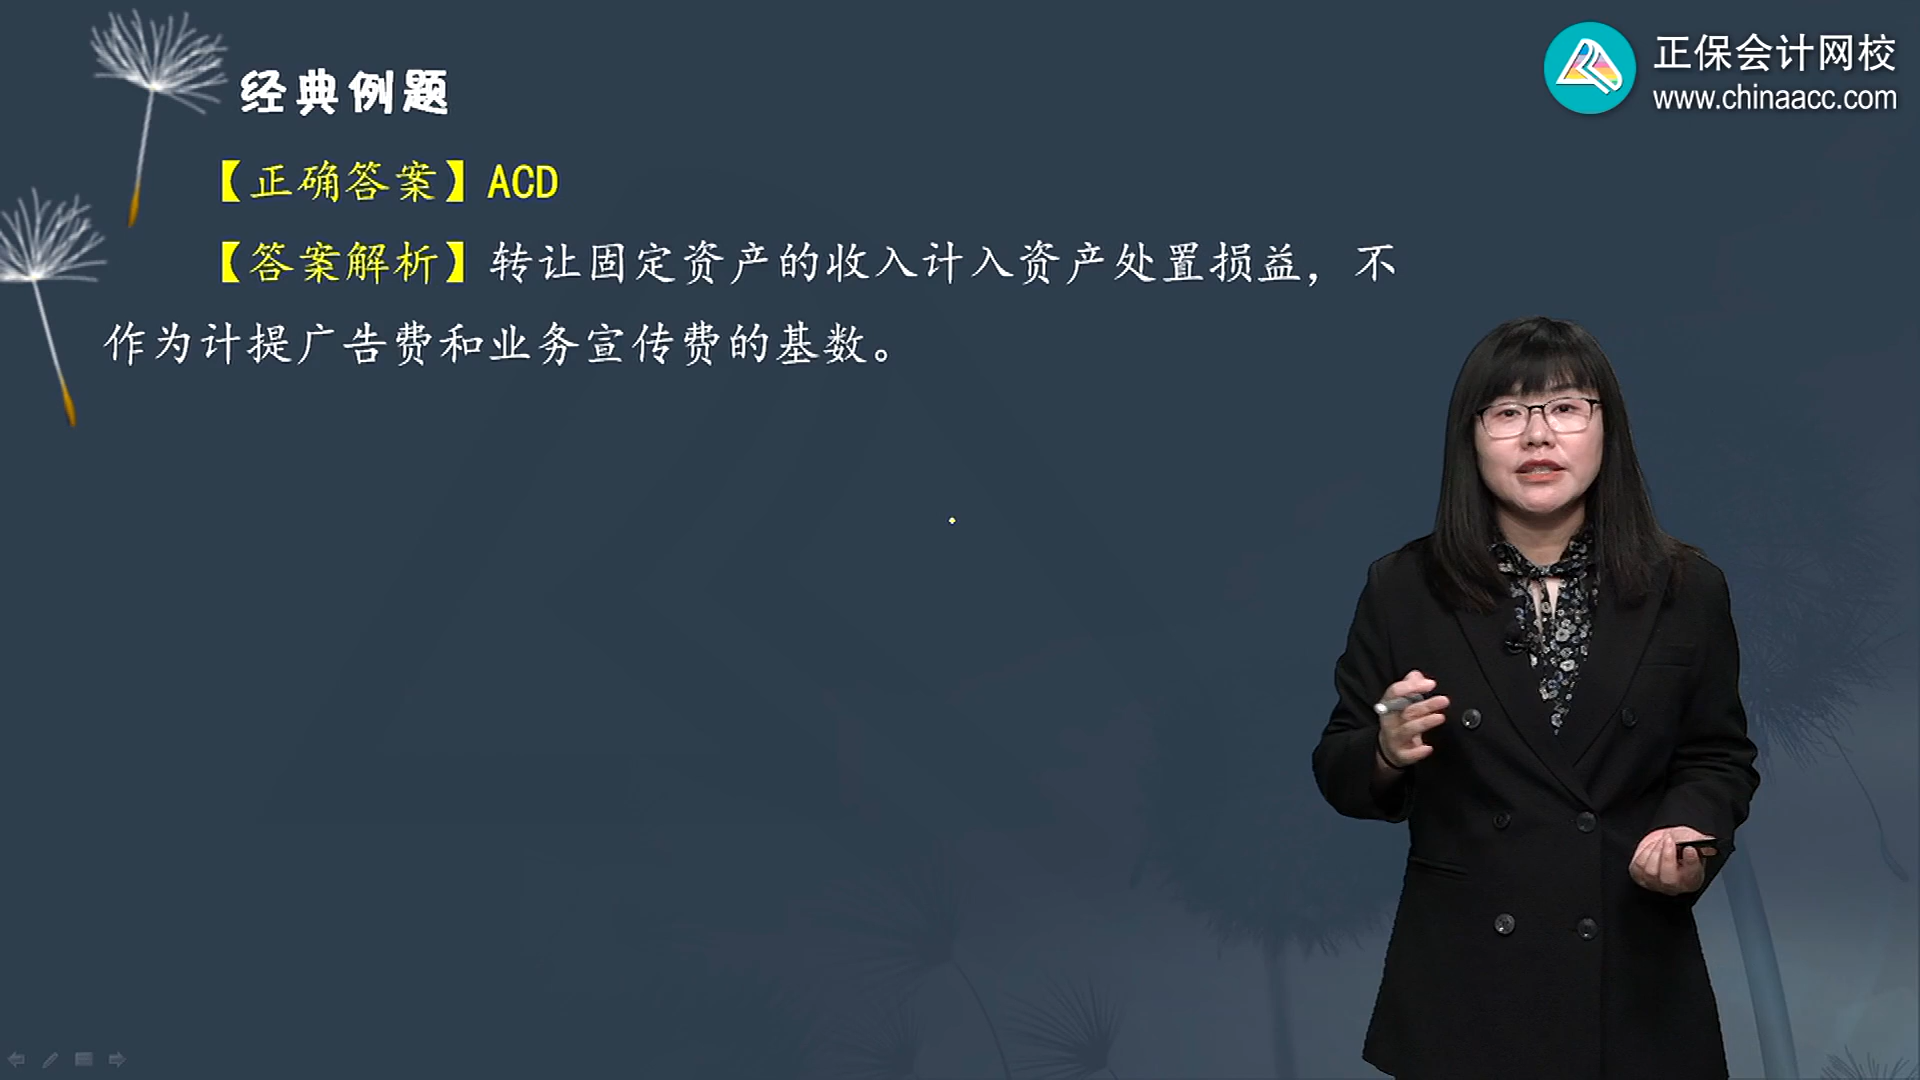 正保会计网校
www.chinaacc.com
经典例题
【正确答案】ACD
【答案解析】转让固定资产的收入计入资产处置损益，不
作为计提广告费和业务宣传费的基数。